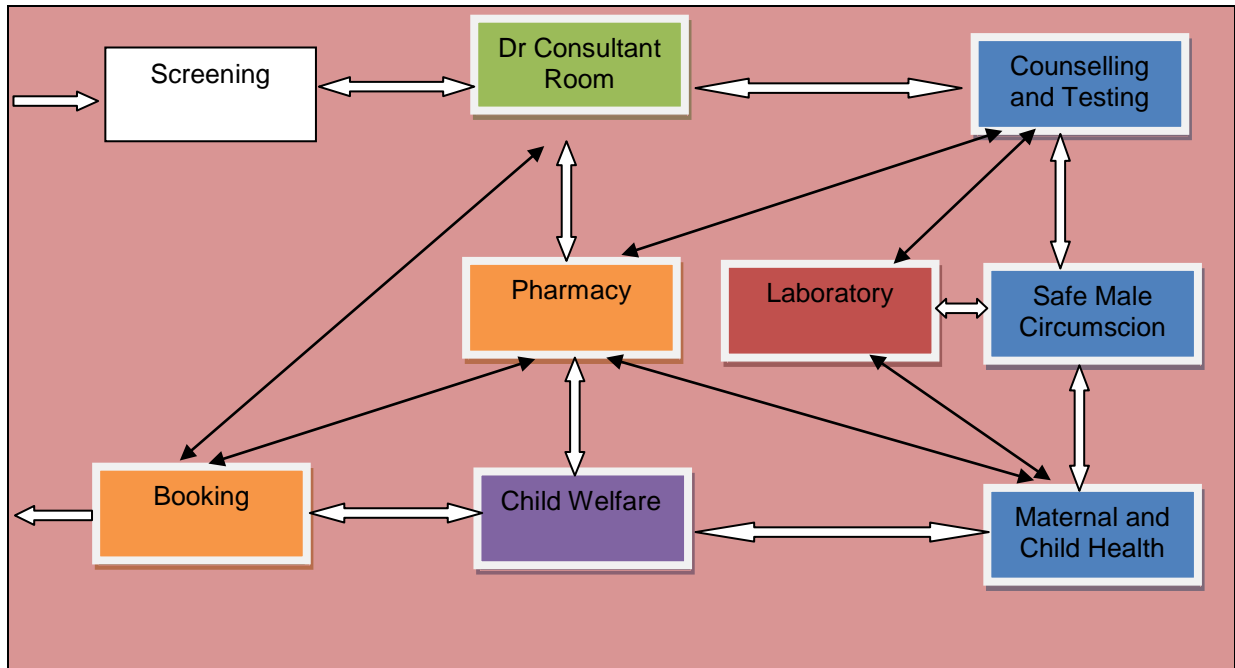 Screening
Dr Consultant
Room
Counselling
and Testing
Pharmacy
Laboratory
Safe Male
Circumscion
Booking
Child Welfare
Maternal and
Child Health